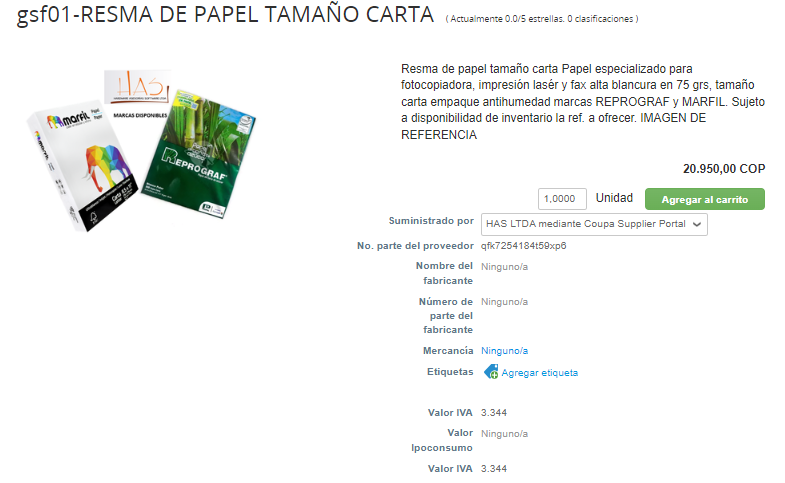 gsf01-RESMA DE PAPEL TAMAÑO CARTA ( Actualmente 0.0/5 estrellas. 0 clasificaciones )
HAS
MARCAS DISPONIBLES
marfil
REPROGRAF
Resma de papel tamaño carta Papel especializado para
fotocopiadora, impresión lasér y fax alta blancura en 75 grs, tamaño
carta empaque antihumedad marcas REPROGRAF y MARFIL. Sujeto
a disponibilidad de inventario la ref. a ofrecer. IMAGEN DE
REFERENCIA
20.950,00 COP
1,0000 Unidad Agregar al carrito
Suministrado por HAS LTDA mediante Coupa Supplier Portal
No. parte del proveedor qfk7254184t59xp6
Nombre del Ninguno/a
fabricante
Número de Ninguno/a
parte del
fabricante
Mercancía Ninguno/a
Etiquetas Agregar etiqueta
Valor IVA 3.344
Valor Ninguno/a
Ipoconsumo
Valor IVA 3.344